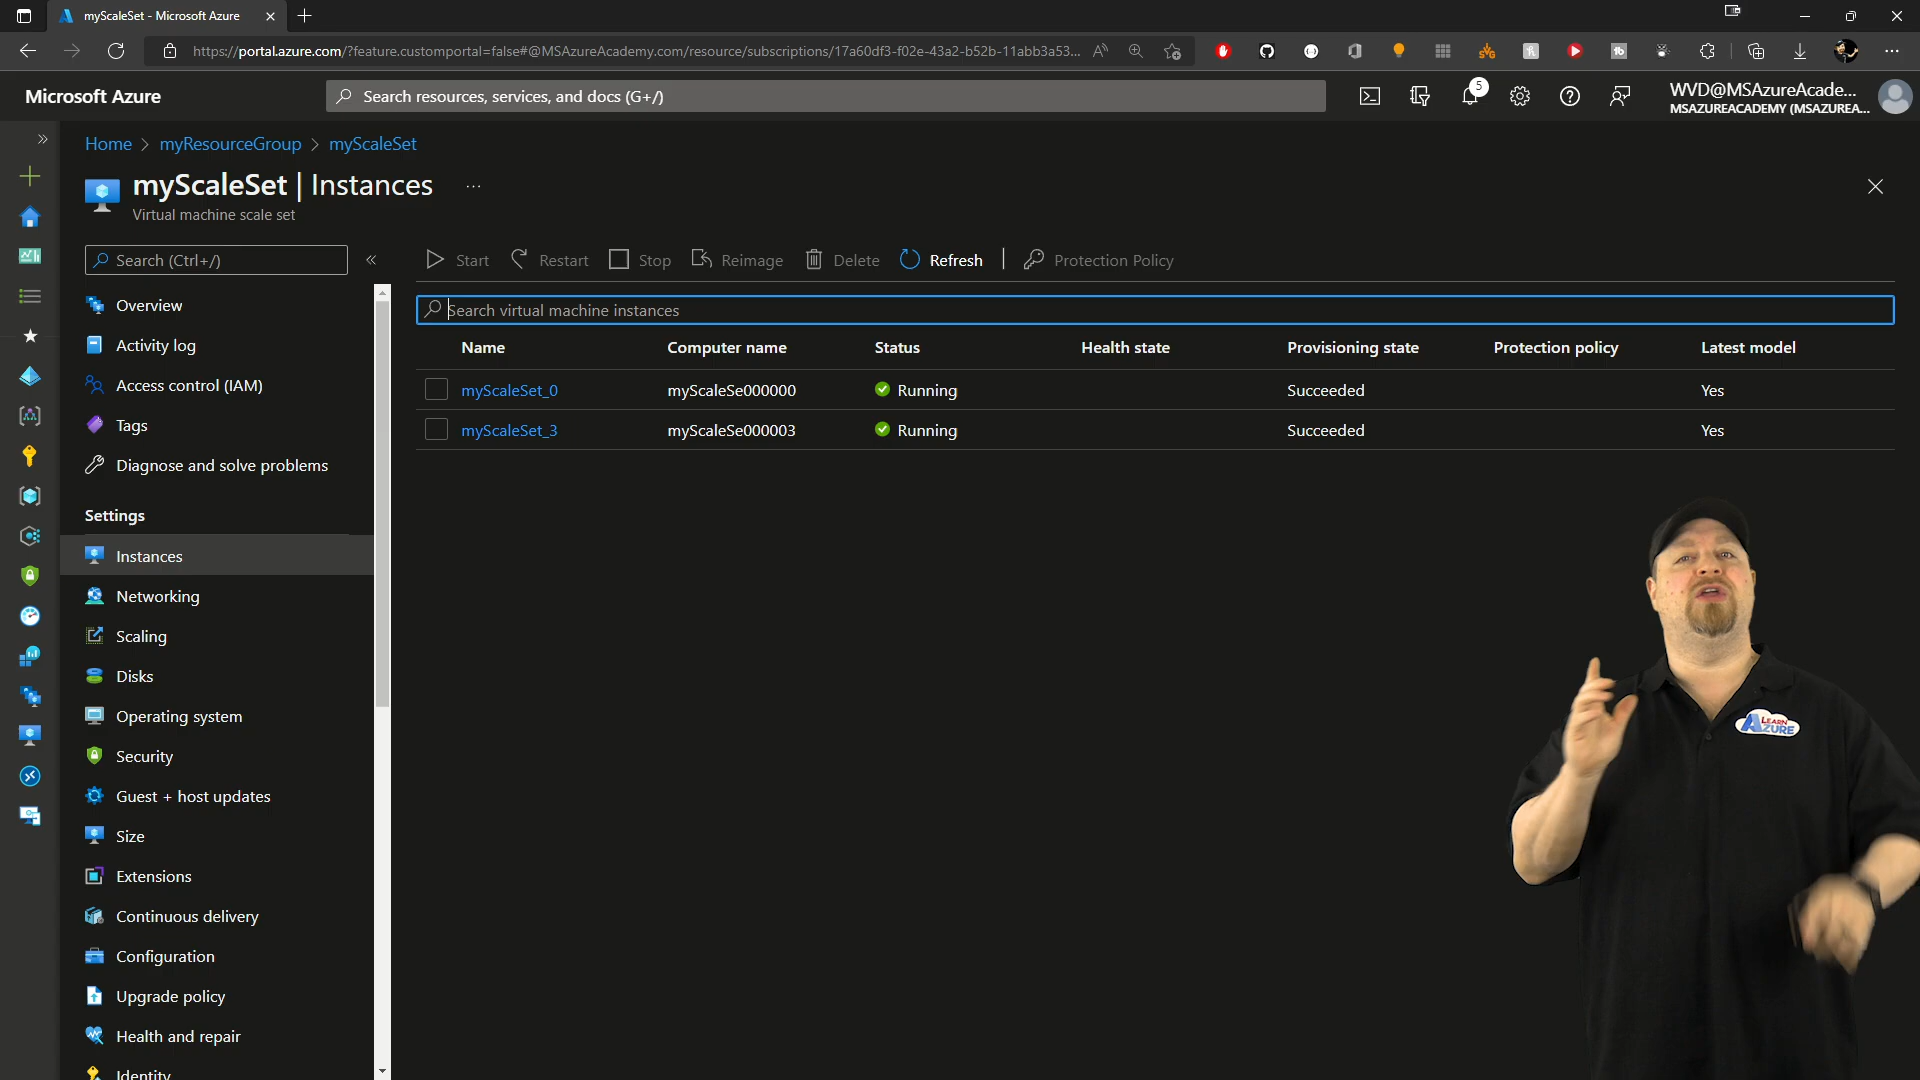 myScaleSet - Microsoft Azure
https://portal.azure.com/?feature.customportal=false#@MSAzureAcademy.com/resource/subscriptions/17a60df3-f02e-43a2-b52b-11abb3a53...
Microsoft Azure
Search resources, services, and docs (G+/)
5
WVD@MSAzureAcade...
MSAZUREACADEMY (MSAZUREA...
Home > myResourceGroup > myScaleSet
myScaleSet | Instances ...
Virtual machine scale set
Search (Ctrl+/)
Start Restart Stop Reimage Delete Refresh Protection Policy
Search virtual machine instances
Name Computer name Status Health state Provisioning state Protection policy Latest model
myScaleSet_0 myScaleSe000000 Running Succeeded Yes
myScaleSet_3 myScaleSe000003 Running Succeeded Yes
Overview
Activity log
Access control (IAM)
Tags
Diagnose and solve problems
Settings
Instances
Networking
Scaling
Disks
Operating system
Security
Guest + host updates
Size
Extensions
Continuous delivery
Configuration
Upgrade policy
Health and repair
Identity
LEARN
AZURE